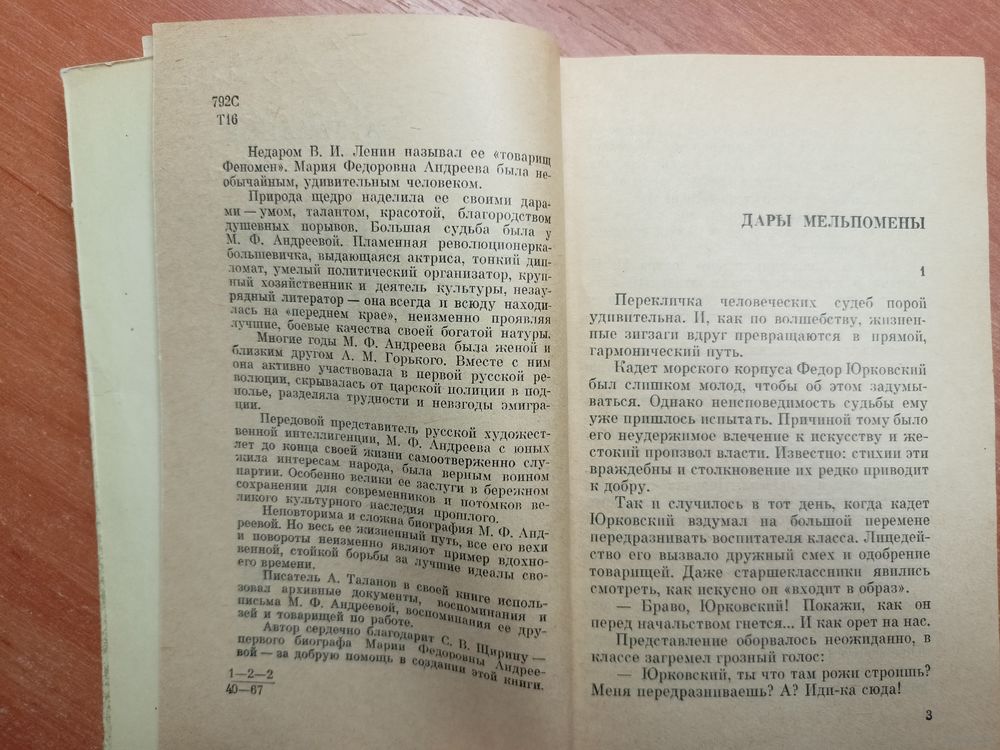 792С
Т16
Недаром В. И. Ленин называл ее «товарищ
Феномен». Мария Федоровна Андреева была не-
обычайным, удивительным человеком.
Природа щедро наделила ее своими дара-
ми — умом, талантом, красотой, благородством
душевных порывов. Большая судьба была у
М. Ф. Андреевой. Пламенная революционерка-
большевичка, выдающаяся актриса, тонкий дип-
ломат, умелый политический организатор, круп-
ный хозяйственник и деятель культуры, незау-
рядный литератор — она всегда и всюду находи-
лась на «переднем крае», неизменно проявляя
лучшие, боевые качества своей богатой натуры.
Многие годы М. Ф. Андреева была женой и
близким другом А. М. Горького. Вместе с ним
она активно участвовала в первой русской ре-
волюции, скрывалась от царской полиции в под-
полье, разделяла трудности и невзгоды эмигра-
ции.
Передовой представитель русской художест-
венной интеллигенции, М. Ф. Андреева с юных
лет до конца своей жизни самоотверженно слу-
жила интересам народа, была верным воином
партии. Особенно велики ее заслуги в бережном
сохранении для современников и потомков ве-
ликого культурного наследия прошлого.
Неповторима и сложна биография М. Ф. Анд-
реевой. Но весь ее жизненный путь, все его вехи
и повороты неизменно являют пример вдохно-
венной, стойкой борьбы за лучшие идеалы сво-
его времени.
Писатель А. Таланов в своей книге исполь-
зовал архивные документы, воспоминания и
письма М. Ф. Андреевой, воспоминания ее дру-
зей и товарищей по работе.
Автор сердечно благодарит С. В. Щирину —
первого биографа Марии Федоровны Андрее-
вой — за добрую помощь в создании этой книги.
1—2—2
40—67
ДАРЫ МЕЛЬПОМЕНЫ
1
Перекличка человеческих судеб порой
удивительна. И, как по волшебству, жизнен-
ные зигзаги вдруг превращаются в прямой,
гармонический путь.
Кадет морского корпуса Федор Юрковский
был слишком молод, чтобы об этом задумы-
ваться. Однако неисповедимость судьбы ему
уже пришлось испытать. Причиной тому было
его неудержимое влечение к искусству и же-
стокий произвол власти. Известно: стихии эти
враждебны и столкновение их редко приводит
к добру.
Так и случилось в тот день, когда кадет
Юрковский вздумал на большой перемене
передразнивать воспитателя класса. Лицедей-
ство его вызвало дружный смех и одобрение
товарищей. Даже старшеклассники явились
смотреть, как искусно он «входит в образ».
— Браво, Юрковский! Покажи, как он
перед начальством гнется... И как орет на нас.
Представление оборвалось неожиданно, в
классе загремел грозный голос:
— Юрковский, ты что там рожи строишь?
Меня передразниваешь? А? Иди-ка сюда!
3